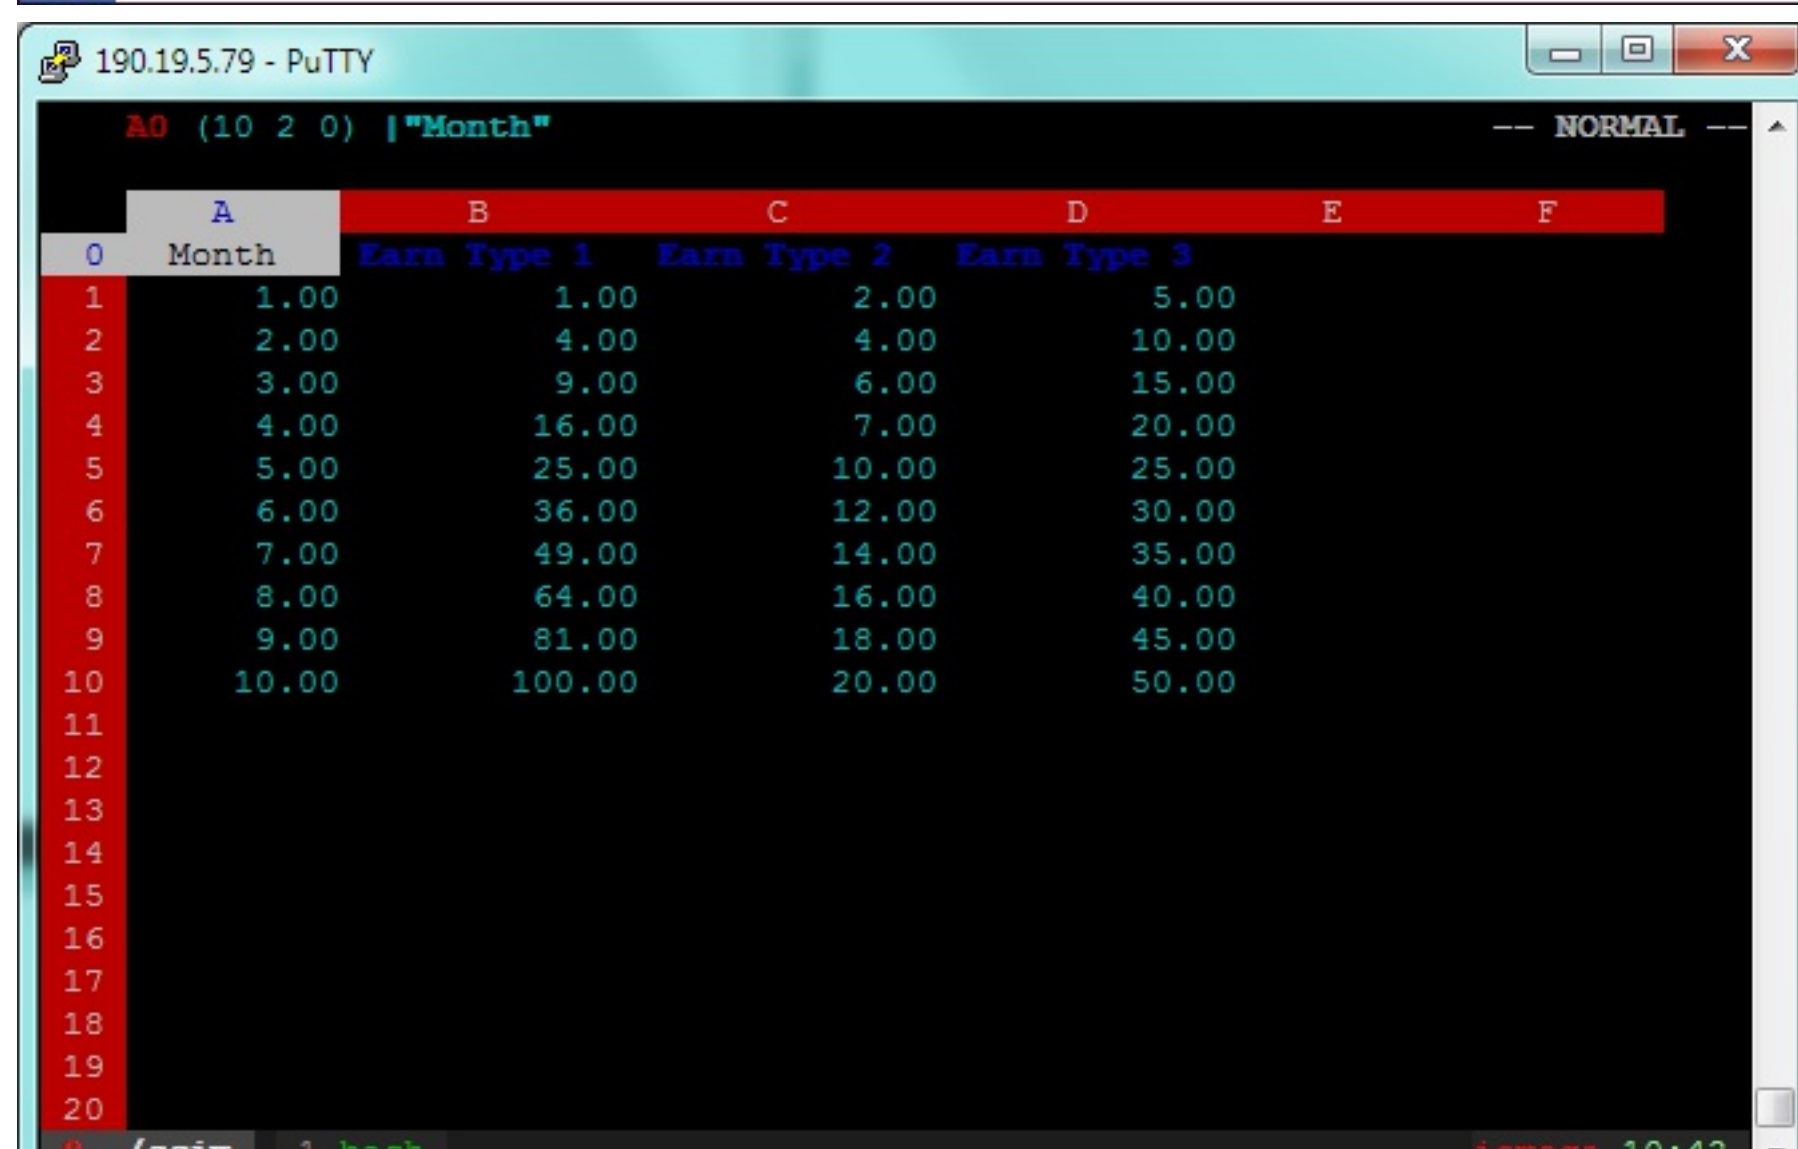 190.19.5.79 - PuTTY
A0 (10 2 0) |"Month" -- NORMAL --
A B C D E F
0 Month Earn Type 1 Earn Type 2 Earn Type 3
1 1.00 1.00 2.00 5.00
2 2.00 4.00 4.00 10.00
3 3.00 9.00 6.00 15.00
4 4.00 16.00 7.00 20.00
5 5.00 25.00 10.00 25.00
6 6.00 36.00 12.00 30.00
7 7.00 49.00 14.00 35.00
8 8.00 64.00 16.00 40.00
9 9.00 81.00 18.00 45.00
10 10.00 100.00 20.00 50.00
11
12
13
14
15
16
17
18
19
20
1 bash